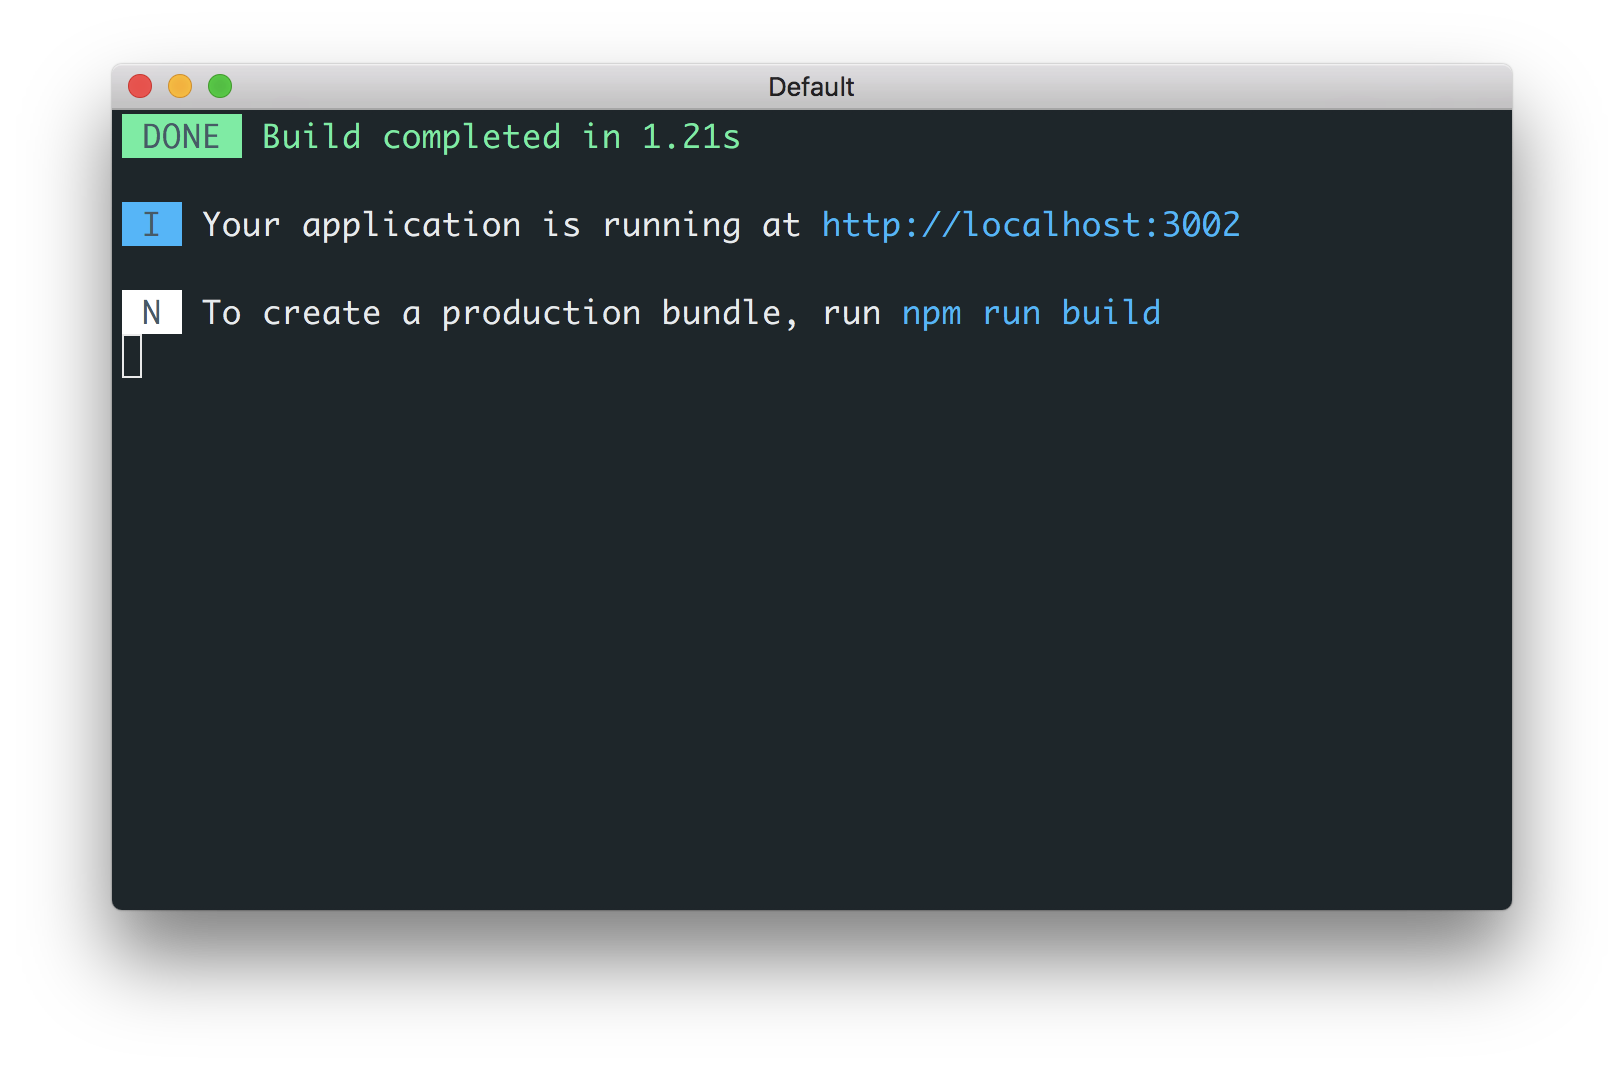 Default
DONE Build completed in 1.21s
I Your application is running at http://localhost:3002
N To create a production bundle, run npm run build